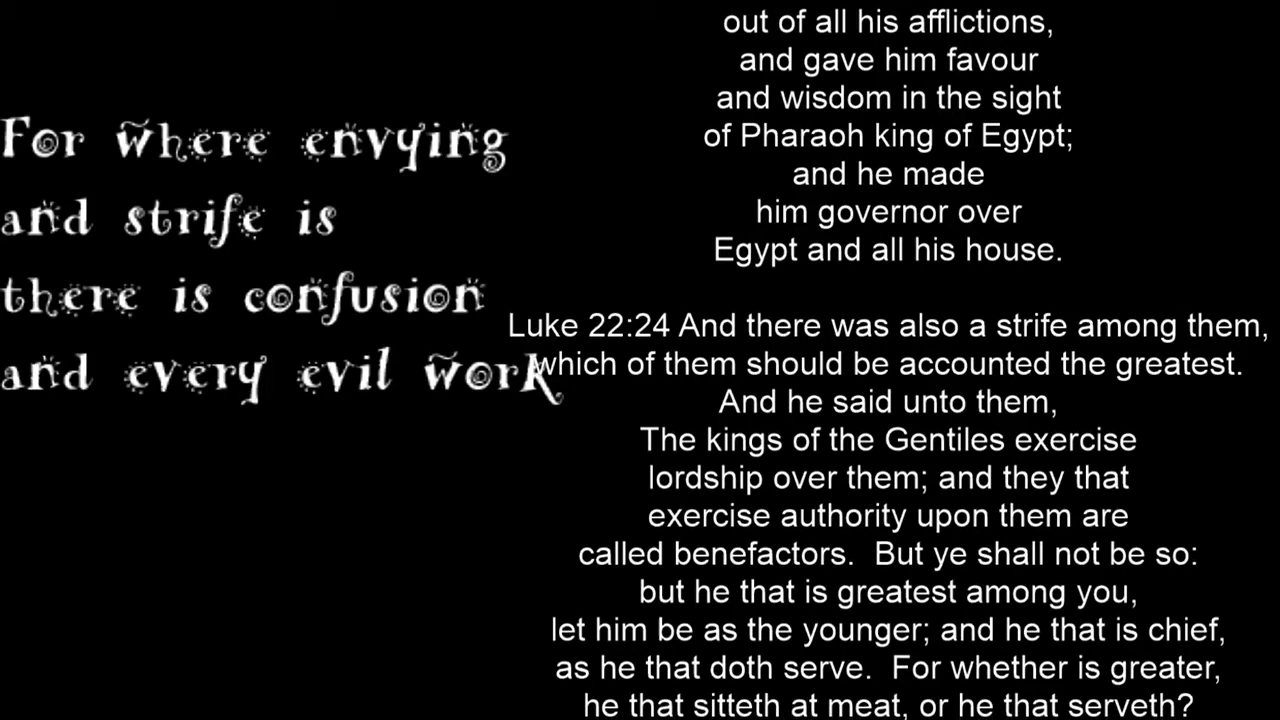 For where envying
and strife is
there is confusion
and every evil work
out of all his afflictions,
and gave him favour
and wisdom in the sight
of Pharaoh king of Egypt;
and he made
him governor over
Egypt and all his house.
Luke 22:24 And there was also a strife among them,
which of them should be accounted the greatest.
And he said unto them,
The kings of the Gentiles exercise
lordship over them; and they that
exercise authority upon them are
called benefactors.  But ye shall not be so:
but he that is greatest among you,
let him be as the younger; and he that is chief,
as he that doth serve.  For whether is greater,
he that sitteth at meat, or he that serveth?